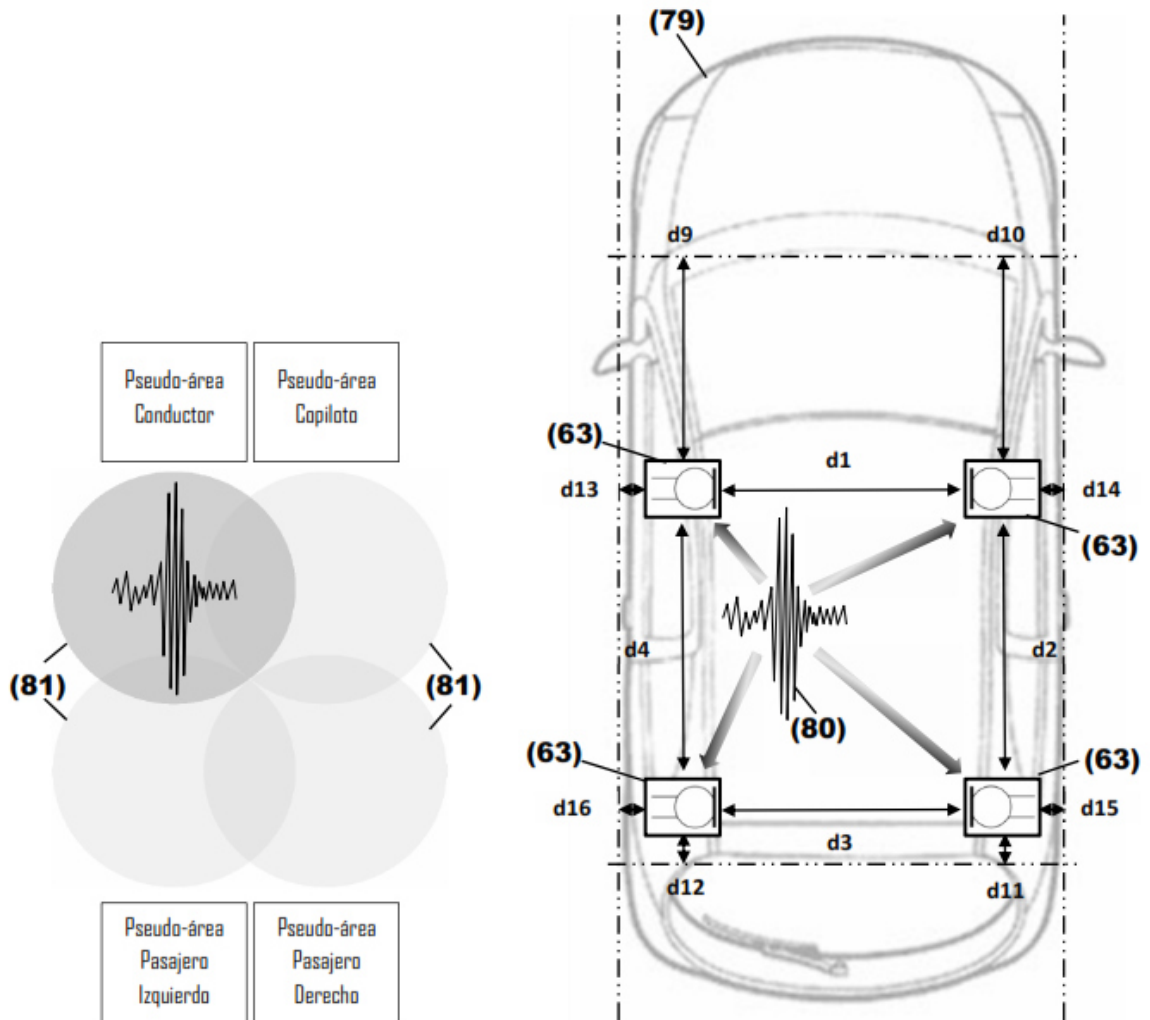 (79)
d9
d10
Pseudo-área
Conductor
Pseudo-área
Copiloto
(63)
d1
d13
d14
(63)
(81)
(81)
d4
d2
(80)
(63)
(63)
d16
d15
d3
d12
d11
Pseudo-área
Pasajero
Izquierdo
Pseudo-área
Pasajero
Derecho